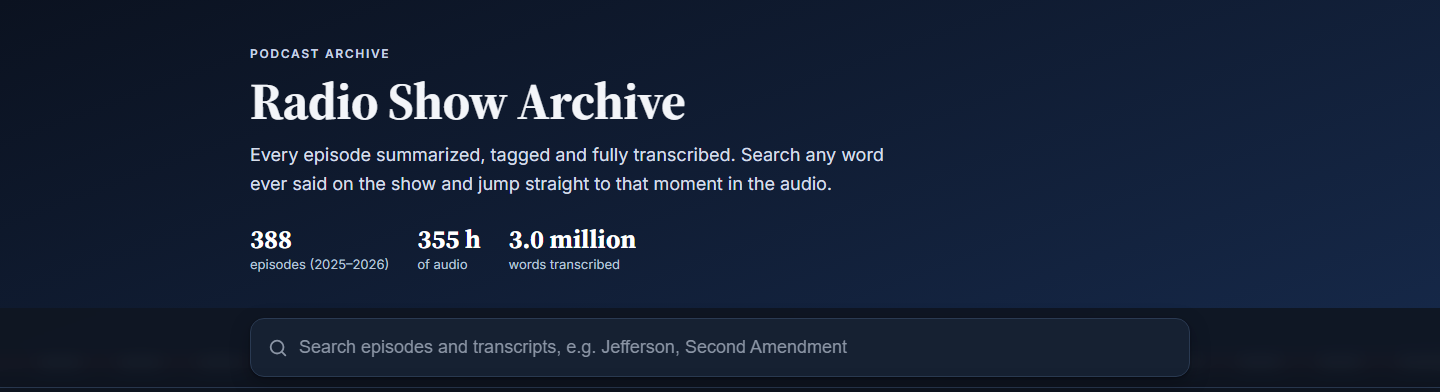 PODCAST ARCHIVE
Radio Show Archive
Every episode summarized, tagged and fully transcribed. Search any word
ever said on the show and jump straight to that moment in the audio.
388 355 h 3.0 million
episodes (2025–2026) of audio words transcribed
Search episodes and transcripts, e.g. Jefferson, Second Amendment